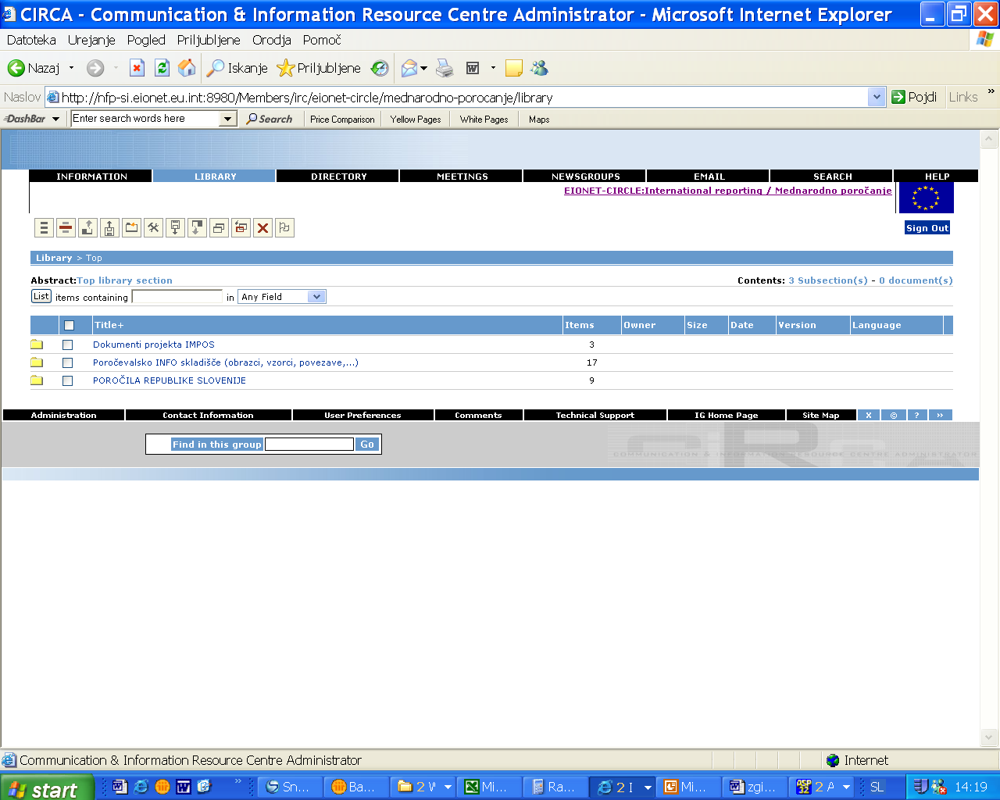 CIRCA - Communication & Information Resource Centre Administrator - Microsoft Internet Explorer
Datoteka Urejanje Pogled Priljubljene Orodja Pomoč
Nazaj Iskanje Priljubljene
Naslov http://nfp-si.eionet.eu.int:8980/Members/irc/eionet-circle/mednarodno-porocanje/library Pojdi Links »
DashBar Enter search words here Search Price Comparison Yellow Pages White Pages Maps
INFORMATION LIBRARY DIRECTORY MEETINGS NEWSGROUPS EMAIL SEARCH HELP
EIONET-CIRCLE:International reporting / Mednarodno poročanje
Sign Out
Library > Top
Abstract:Top library section Contents: 3 Subsection(s) - 0 document(s)
List items containing in Any Field
Title+ Items Owner Size Date Version Language
Dokumenti projekta IMPOS 3
Poročevalsko INFO skladišče (obrazci, vzorci, povezave,...) 17
POROČILA REPUBLIKE SLOVENIJE 9
Administration Contact Information User Preferences Comments Technical Support IG Home Page Site Map X © ? »
Find in this group Go
CIRCA
COMMUNICATION & INFORMATION RESOURCE CENTRE ADMINISTRATOR
Communication & Information Resource Centre Administrator Internet
start » Sn... Ba... 2 V Mi... Ra... 2 I Mi... zgi... ASP 32 2 A SL 14:19